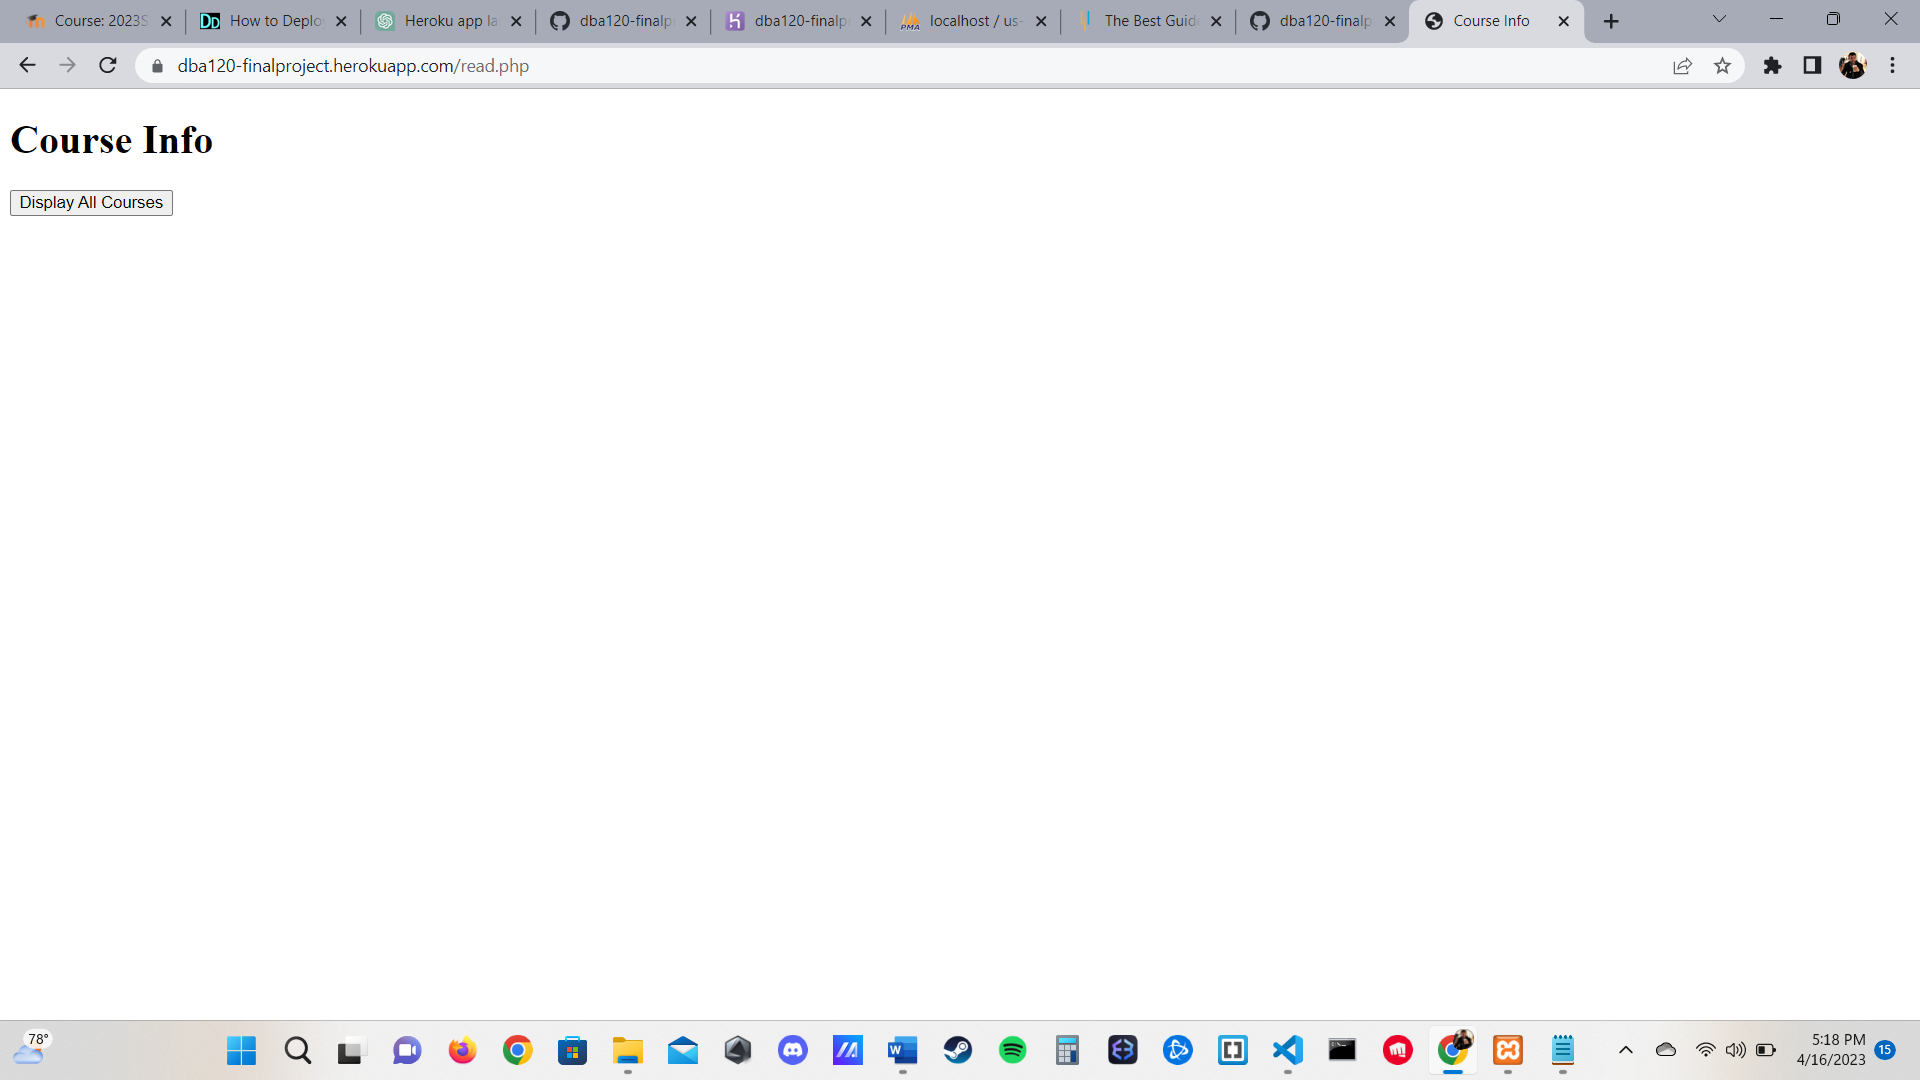 Course: 2023S
How to Deplo
Heroku app la
dba120-finalp
dba120-finalp
localhost / us-
The Best Guid
dba120-finalp
Course Info
dba120-finalproject.herokuapp.com/read.php
Course Info
Display All Courses
78°
5:18 PM
4/16/2023
15